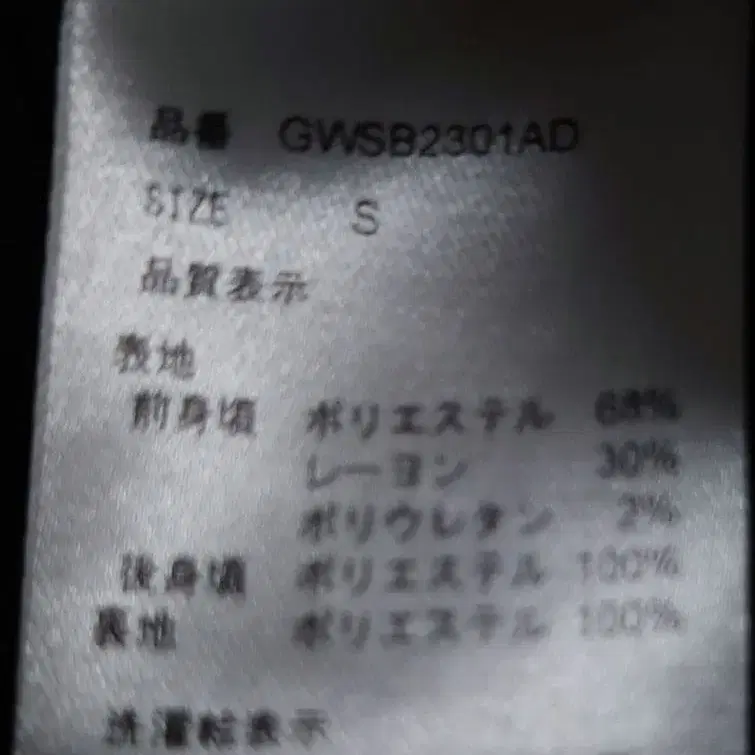 品番 GWSB2301AD
SIZE S
品質表示
表地
前身頃 ポリエステル 68%
レーヨン 30%
ポリウレタン 2%
後身頃 ポリエステル 100%
裏地 ポリエステル 100%
洗濯絵表示